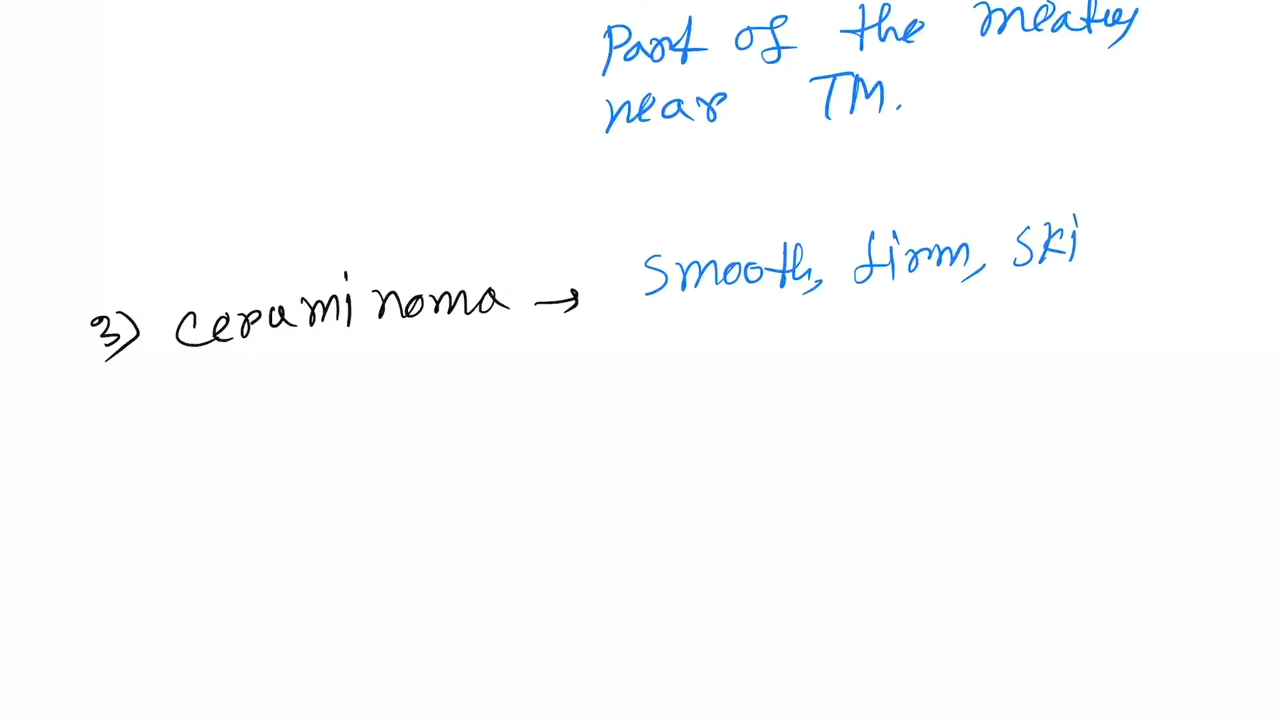 Part of the meatus
near TM.
smooth, firm, ski
3) ceruminoma →